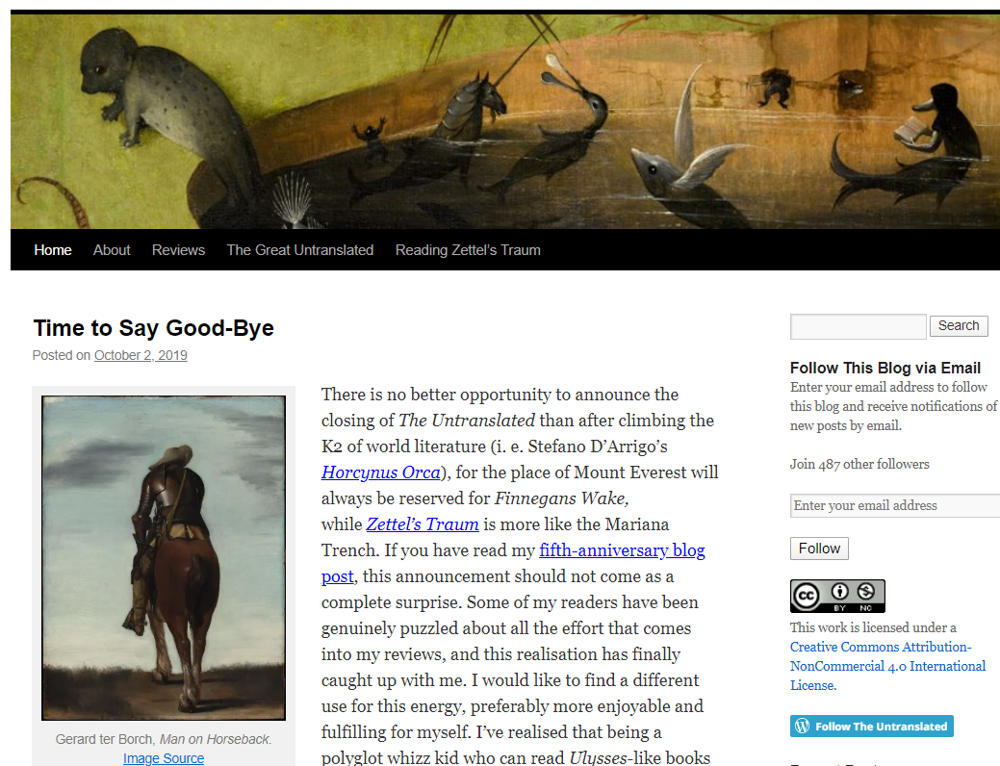 Home About Reviews The Great Untranslated Reading Zettel's Traum
Time to Say Good-Bye
Posted on October 2, 2019
There is no better opportunity to announce the
closing of The Untranslated than after climbing the
K2 of world literature (i. e. Stefano D'Arrigo's
Horcynus Orca), for the place of Mount Everest will
always be reserved for Finnegans Wake,
while Zettel's Traum is more like the Mariana
Trench. If you have read my fifth-anniversary blog
post, this announcement should not come as a
complete surprise. Some of my readers have been
genuinely puzzled about all the effort that comes
into my reviews, and this realisation has finally
caught up with me. I would like to find a different
use for this energy, preferably more enjoyable and
fulfilling for myself. I've realised that being a
polyglot whizz kid who can read Ulysses-like books
Gerard ter Borch, Man on Horseback.
Image Source
Search
Follow This Blog via Email
Enter your email address to follow
this blog and receive notifications of
new posts by email.
Join 487 other followers
Enter your email address
Follow
cc BY NC
This work is licensed under a
Creative Commons Attribution-
NonCommercial 4.0 International
License.
Follow The Untranslated